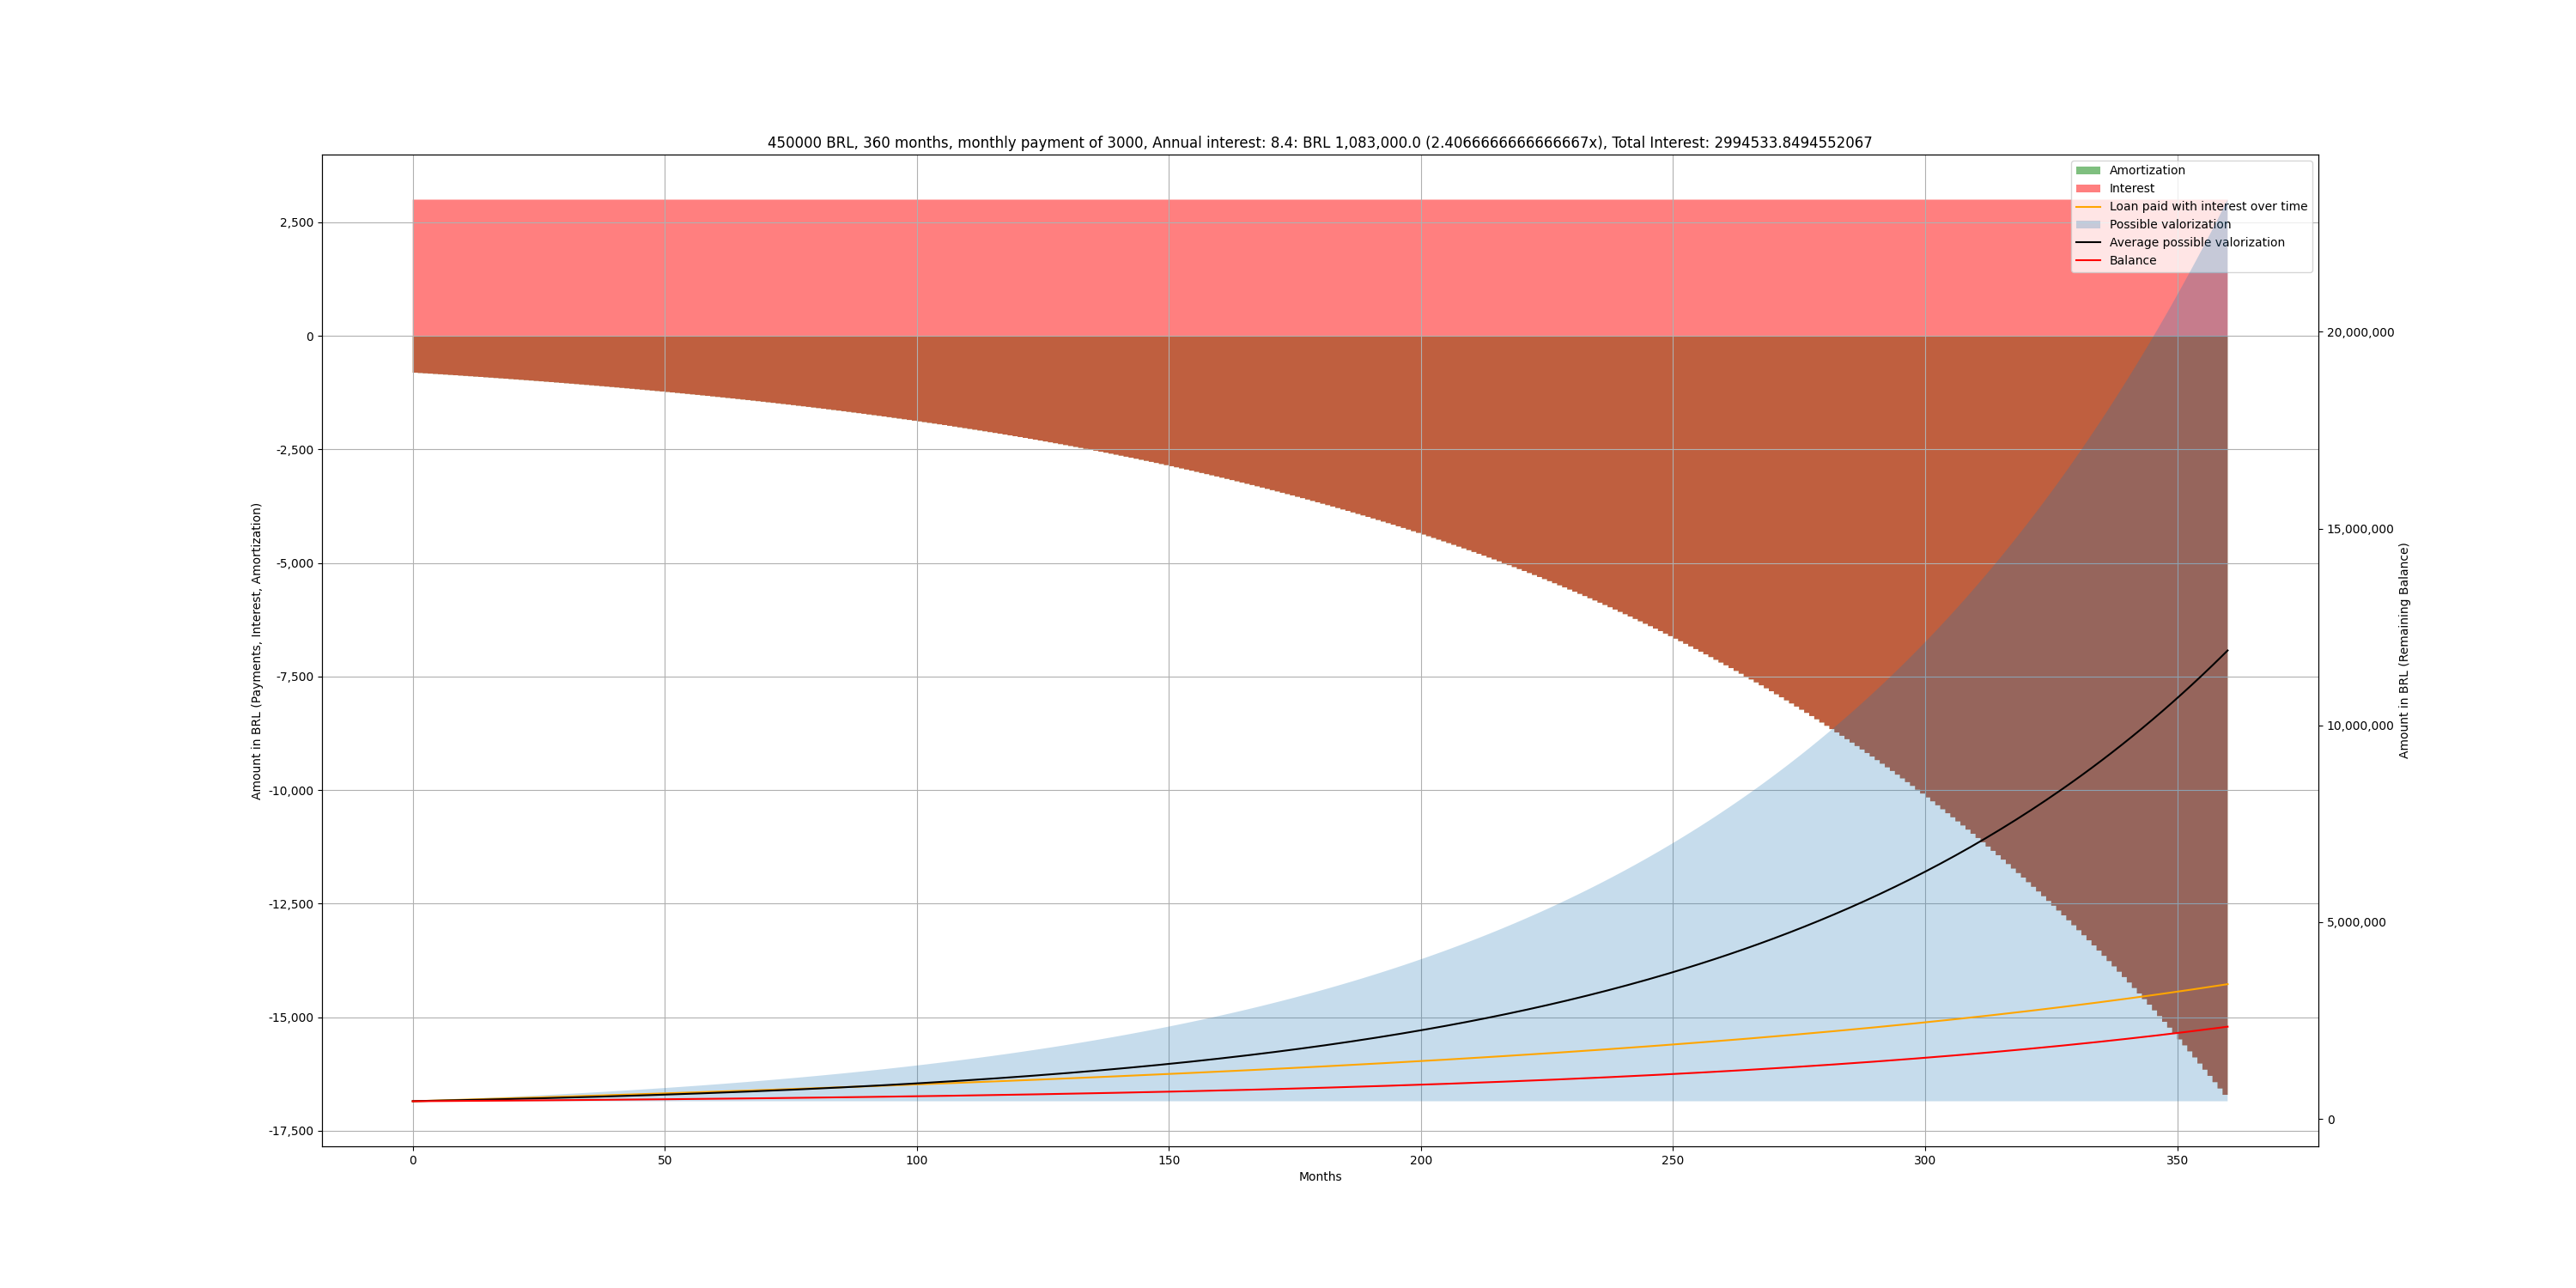 450000 BRL, 360 months, monthly payment of 3000, Annual interest: 8.4: BRL 1,083,000.0 (2.4066666666666667x), Total Interest: 2994533.8494552067
Amortization
Interest
Loan paid with interest over time
Possible valorization
Average possible valorization
Balance
Amount in BRL (Payments, Interest, Amortization)
2,500
0
-2,500
-5,000
-7,500
-10,000
-12,500
-15,000
-17,500
20,000,000
15,000,000
10,000,000
5,000,000
0
Amount in BRL (Remaining Balance)
0 50 100 150 200 250 300 350
Months